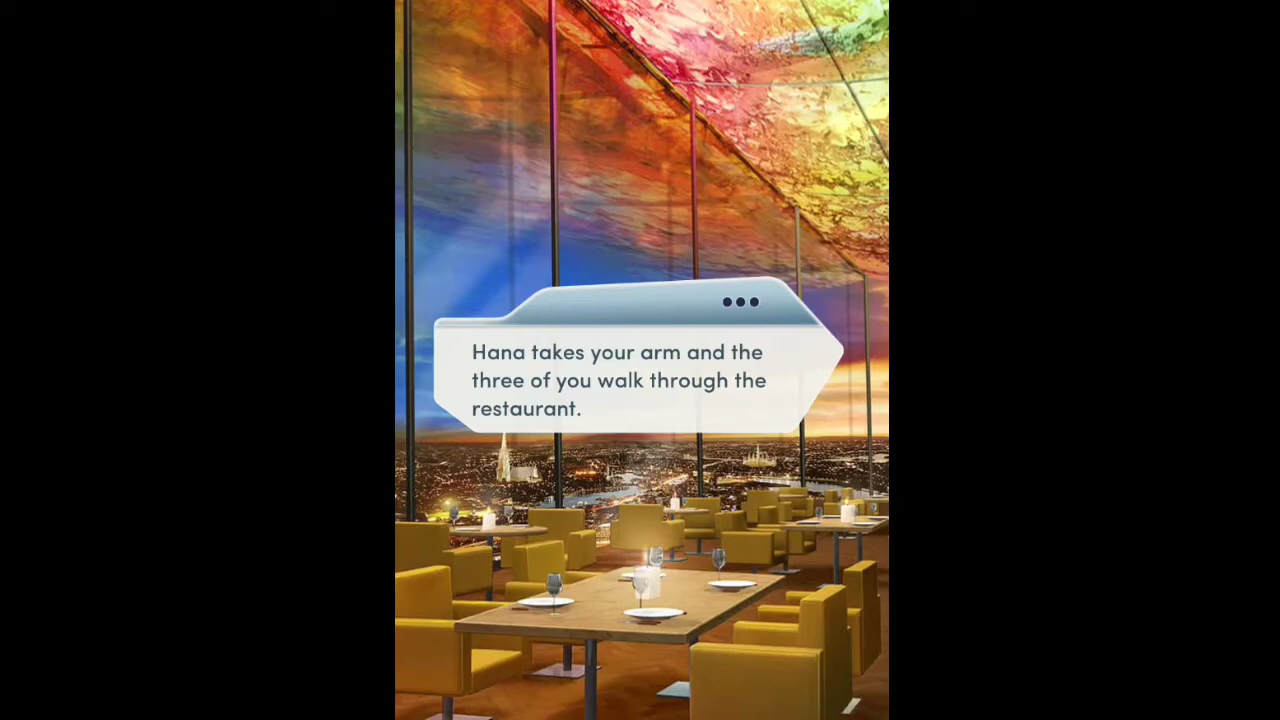 Hana takes your arm and the
three of you walk through the
restaurant.